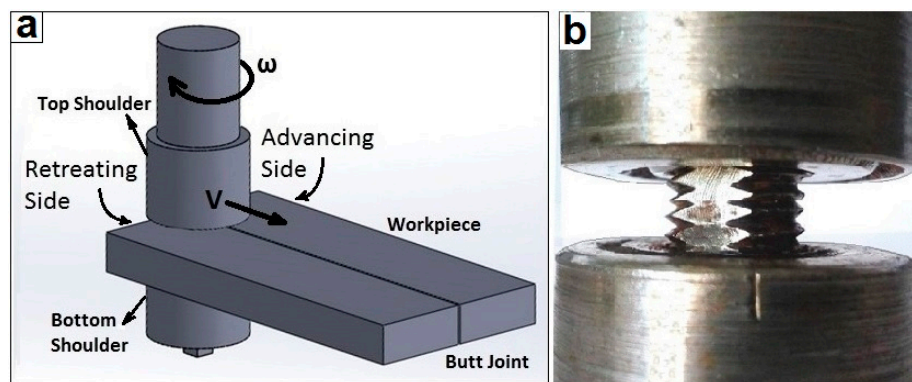 a
ω
Top Shoulder
Advancing
Side
Retreating
Side
V
Workpiece
Bottom
Shoulder
Butt Joint
b